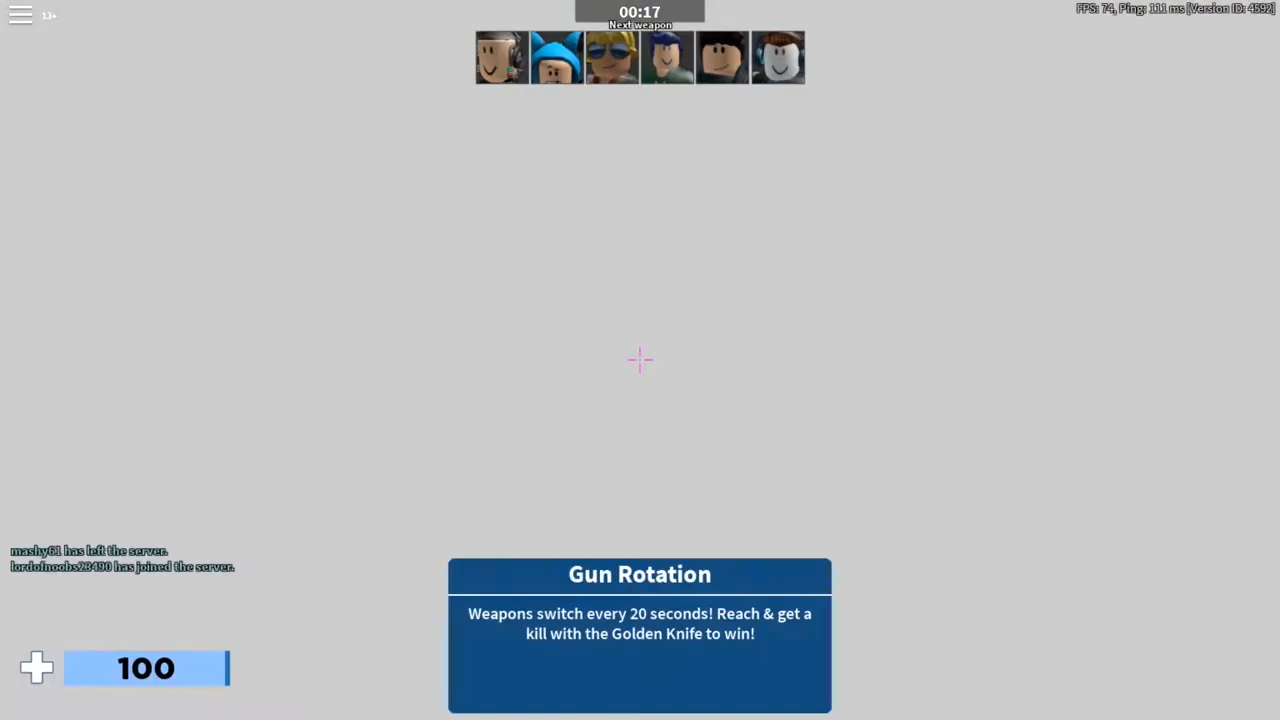 13+
00:17
Next weapon
FPS: 74, Ping: 111 ms [Version ID: 4592]
mashy61 has left the server.
lordofnoobs23490 has joined the server.
Gun Rotation
Weapons switch every 20 seconds! Reach & get a
kill with the Golden Knife to win!
100